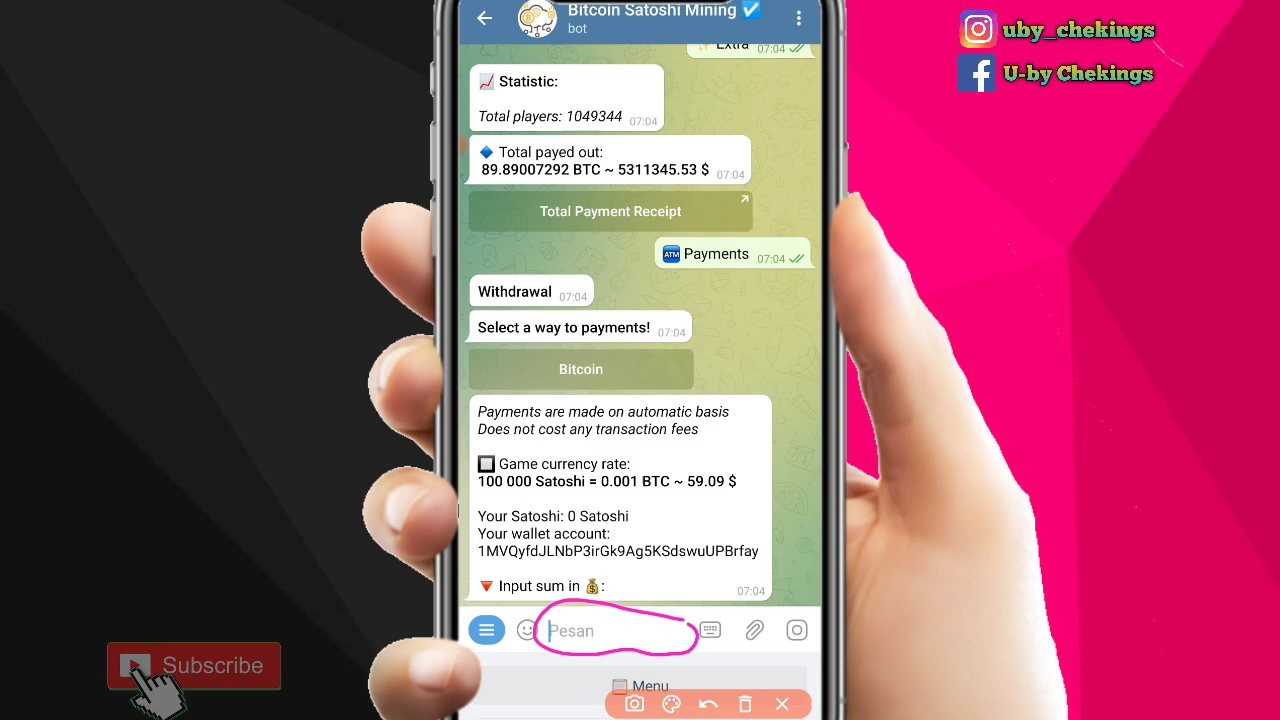 Bitcoin Satoshi Mining
bot
uby_chekings
U-by Chekings
Extra 07:04
Statistic:
Total players: 1049344 07:04
Total payed out:
89.89007292 BTC ~ 5311345.53 $ 07:04
Total Payment Receipt
ATM Payments 07:04
Withdrawal 07:04
Select a way to payments! 07:04
Bitcoin
Payments are made on automatic basis
Does not cost any transaction fees
Game currency rate:
100 000 Satoshi = 0.001 BTC ~ 59.09 $
Your Satoshi: 0 Satoshi
Your wallet account:
1MVQyfdJLNbP3irGk9Ag5KSdswuUPBrfay
Input sum in 💰: 07:04
Pesan
Subscribe
Menu